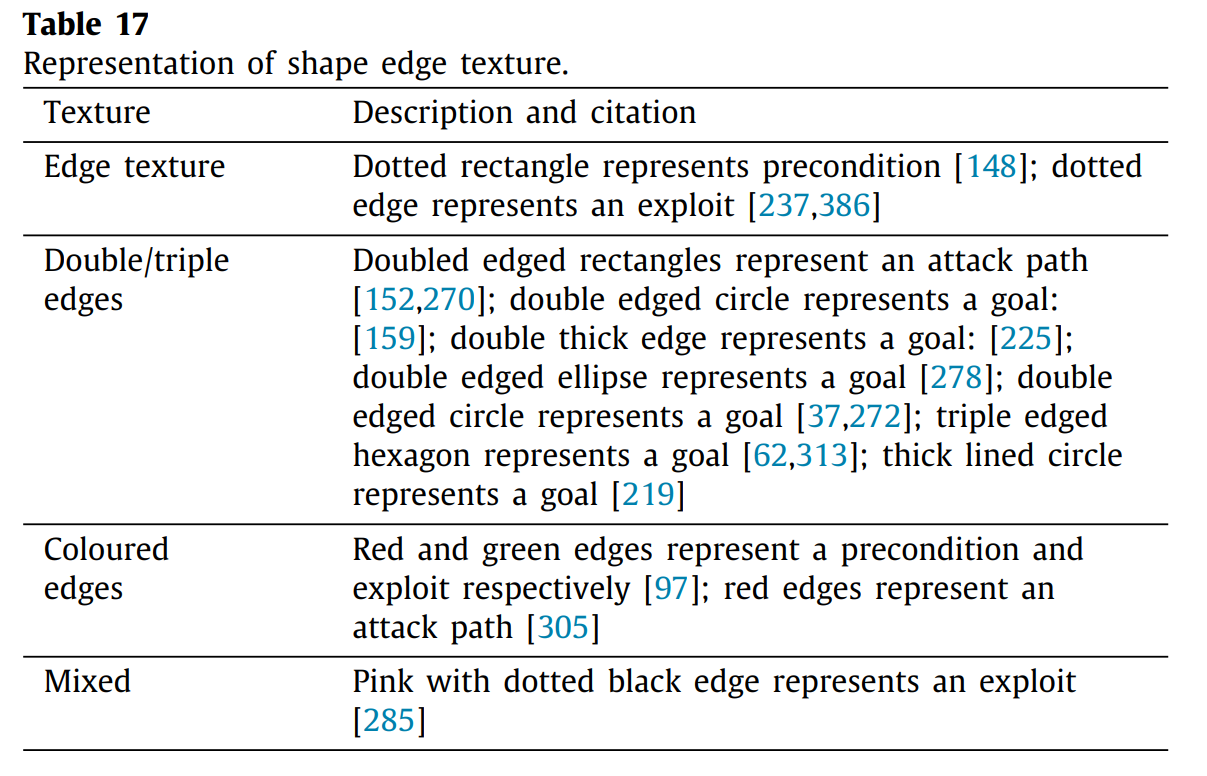 Table 17
Representation of shape edge texture.
Texture Description and citation
Edge texture Dotted rectangle represents precondition [148]; dotted
edge represents an exploit [237,386]
Double/triple Doubled edged rectangles represent an attack path
edges [152,270]; double edged circle represents a goal:
[159]; double thick edge represents a goal: [225];
double edged ellipse represents a goal [278]; double
edged circle represents a goal [37,272]; triple edged
hexagon represents a goal [62,313]; thick lined circle
represents a goal [219]
Coloured Red and green edges represent a precondition and
edges exploit respectively [97]; red edges represent an
attack path [305]
Mixed Pink with dotted black edge represents an exploit
[285]